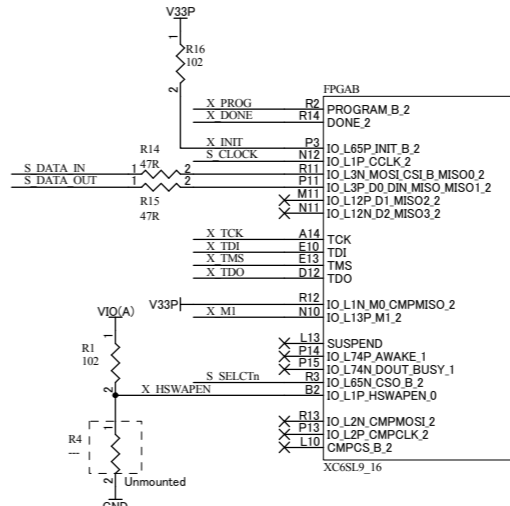 V33P
1
R16
102
2
FPGAB
X_PROG R2 PROGRAM_B_2
X_DONE R14 DONE_2
X_INIT P3 IO_L65P_INIT_B_2
S_CLOCK N12 IO_L1P_CCLK_2
R14
47R
S_DATA_IN 1 2 R11 IO_L3N_MOSI_CSI_B_MISO0_2
S_DATA_OUT 1 2 P11 IO_L3P_D0_DIN_MISO_MISO1_2
R15
47R
M11 IO_L12P_D1_MISO2_2
N11 IO_L12N_D2_MISO3_2
X_TCK A14 TCK
X_TDI E10 TDI
X_TMS E13 TMS
X_TDO D12 TDO
V33P R12 IO_L1N_M0_CMPMISO_2
X_M1 N10 IO_L13P_M1_2
VIO(A)
1
R1
102
2
L13 SUSPEND
P14 IO_L74P_AWAKE_1
P15 IO_L74N_DOUT_BUSY_1
S_SELCTn R3 IO_L65N_CSO_B_2
X_HSWAPEN B2 IO_L1P_HSWAPEN_0
R4
---
1
2
Unmounted
GND
R13 IO_L2N_CMPMOSI_2
P13 IO_L2P_CMPCLK_2
L10 CMPCS_B_2
XC6SL9_16